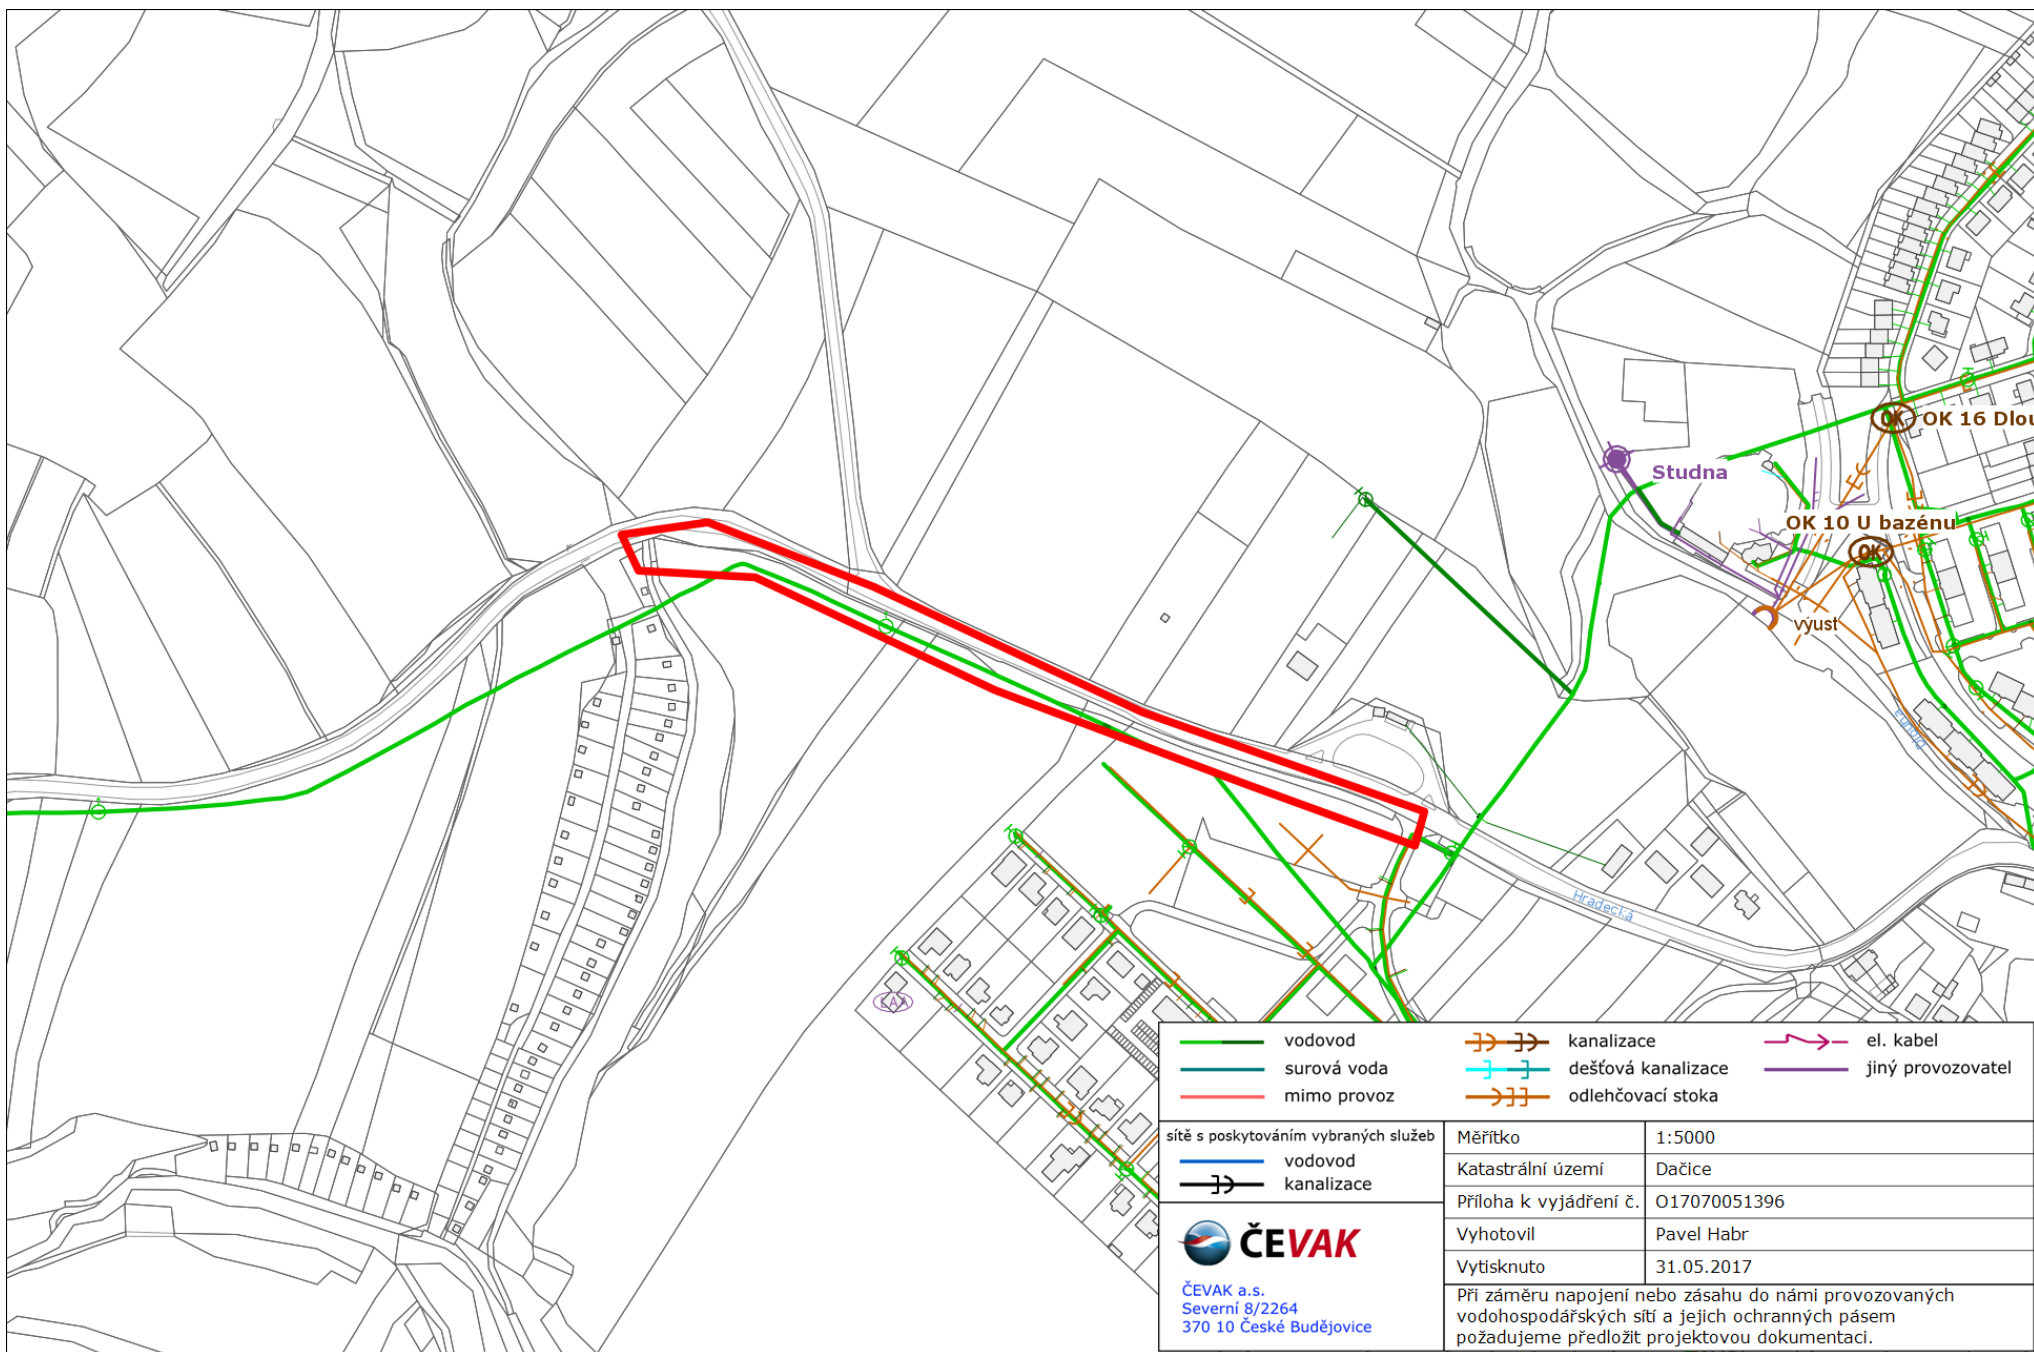 OK OK 16 Dlou
Studna
OK 10 U bazénu
OK
výust
Dlouhá
Hradecká
LAA
vodovod
surová voda
mimo provoz
kanalizace
dešťová kanalizace
odlehčovací stoka
el. kabel
jiný provozovatel
sítě s poskytováním vybraných služeb
vodovod
kanalizace
ČEVAK
ČEVAK a.s.
Severní 8/2264
370 10 České Budějovice
Měřítko 1:5000
Katastrální území Dačice
Příloha k vyjádření č. O17070051396
Vyhotovil Pavel Habr
Vytisknuto 31.05.2017
Při záměru napojení nebo zásahu do námi provozovaných
vodohospodářských sítí a jejich ochranných pásem
požadujeme předložit projektovou dokumentaci.